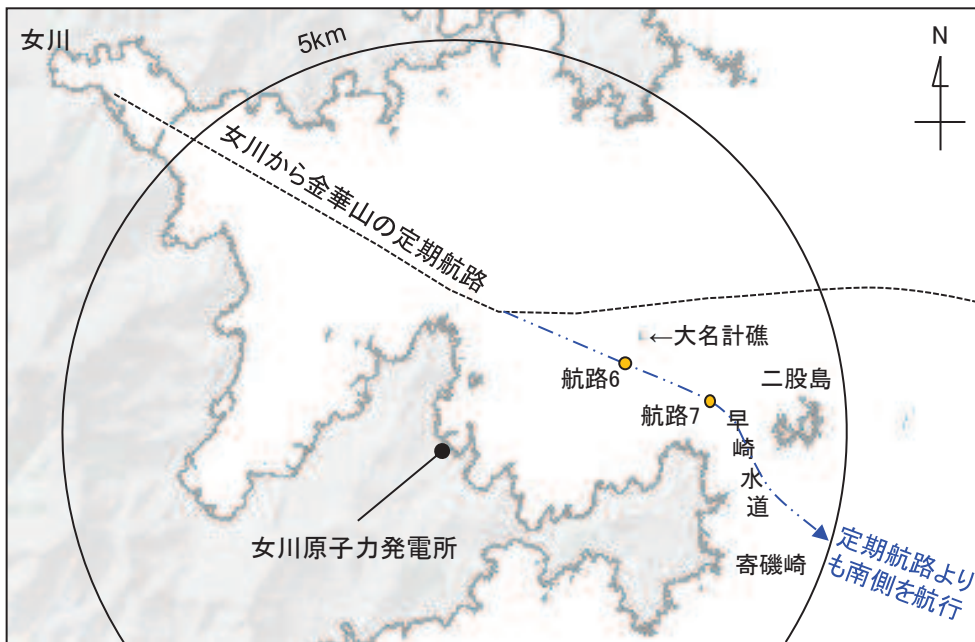 女川
5km
N
女川から金華山の定期航路
←大名計礁
航路6
二股島
航路7
早崎水道
女川原子力発電所
寄磯崎
定期航路より
も南側を航行